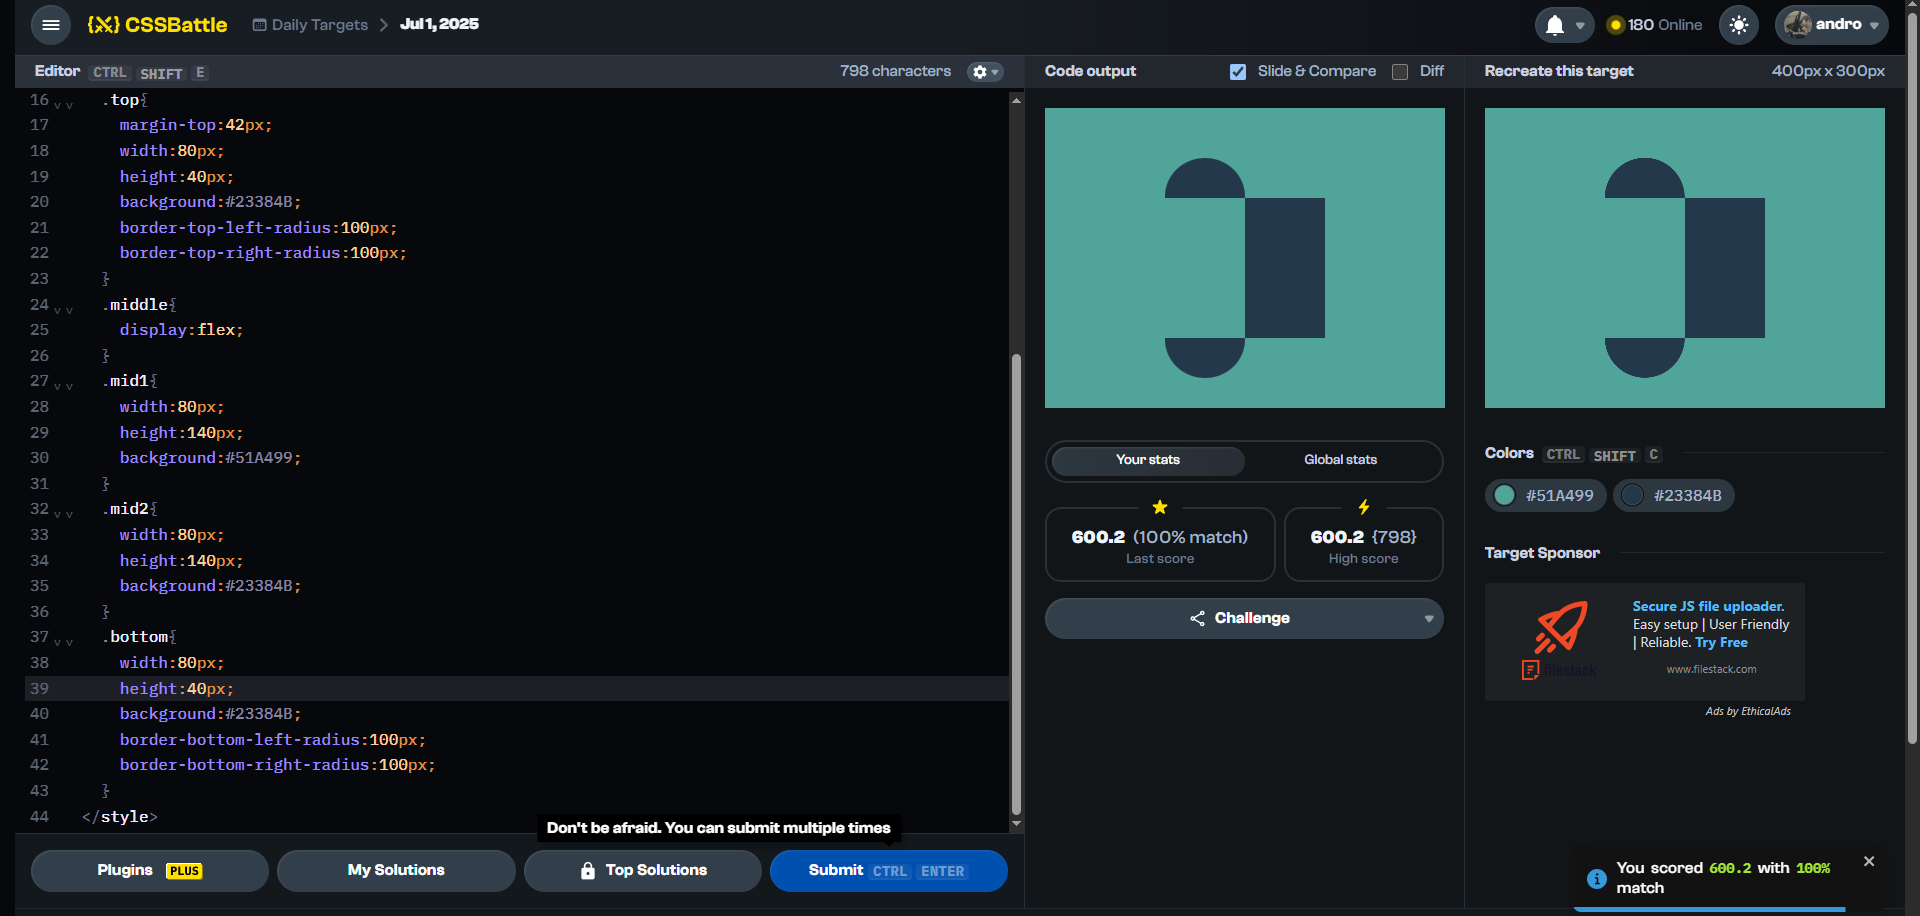 CSSBattle
Daily Targets > Jul 1, 2025
180 Online
andro
Editor CTRL SHIFT E
798 characters
16 .top{
17 margin-top:42px;
18 width:80px;
19 height:40px;
20 background:#23384B;
21 border-top-left-radius:100px;
22 border-top-right-radius:100px;
23 }
24 .middle{
25 display:flex;
26 }
27 .mid1{
28 width:80px;
29 height:140px;
30 background:#51A499;
31 }
32 .mid2{
33 width:80px;
34 height:140px;
35 background:#23384B;
36 }
37 .bottom{
38 width:80px;
39 height:40px;
40 background:#23384B;
41 border-bottom-left-radius:100px;
42 border-bottom-right-radius:100px;
43 }
44 </style>
Don't be afraid. You can submit multiple times
Plugins PLUS
My Solutions
Top Solutions
Submit CTRL ENTER
Code output
Slide & Compare
Diff
Your stats
Global stats
600.2 (100% match)
Last score
600.2 {798}
High score
Challenge
Recreate this target
400px x 300px
Colors CTRL SHIFT C
#51A499
#23384B
Target Sponsor
filestack
Secure JS file uploader.
Easy setup | User Friendly
| Reliable. Try Free
www.filestack.com
Ads by EthicalAds
You scored 600.2 with 100%
match